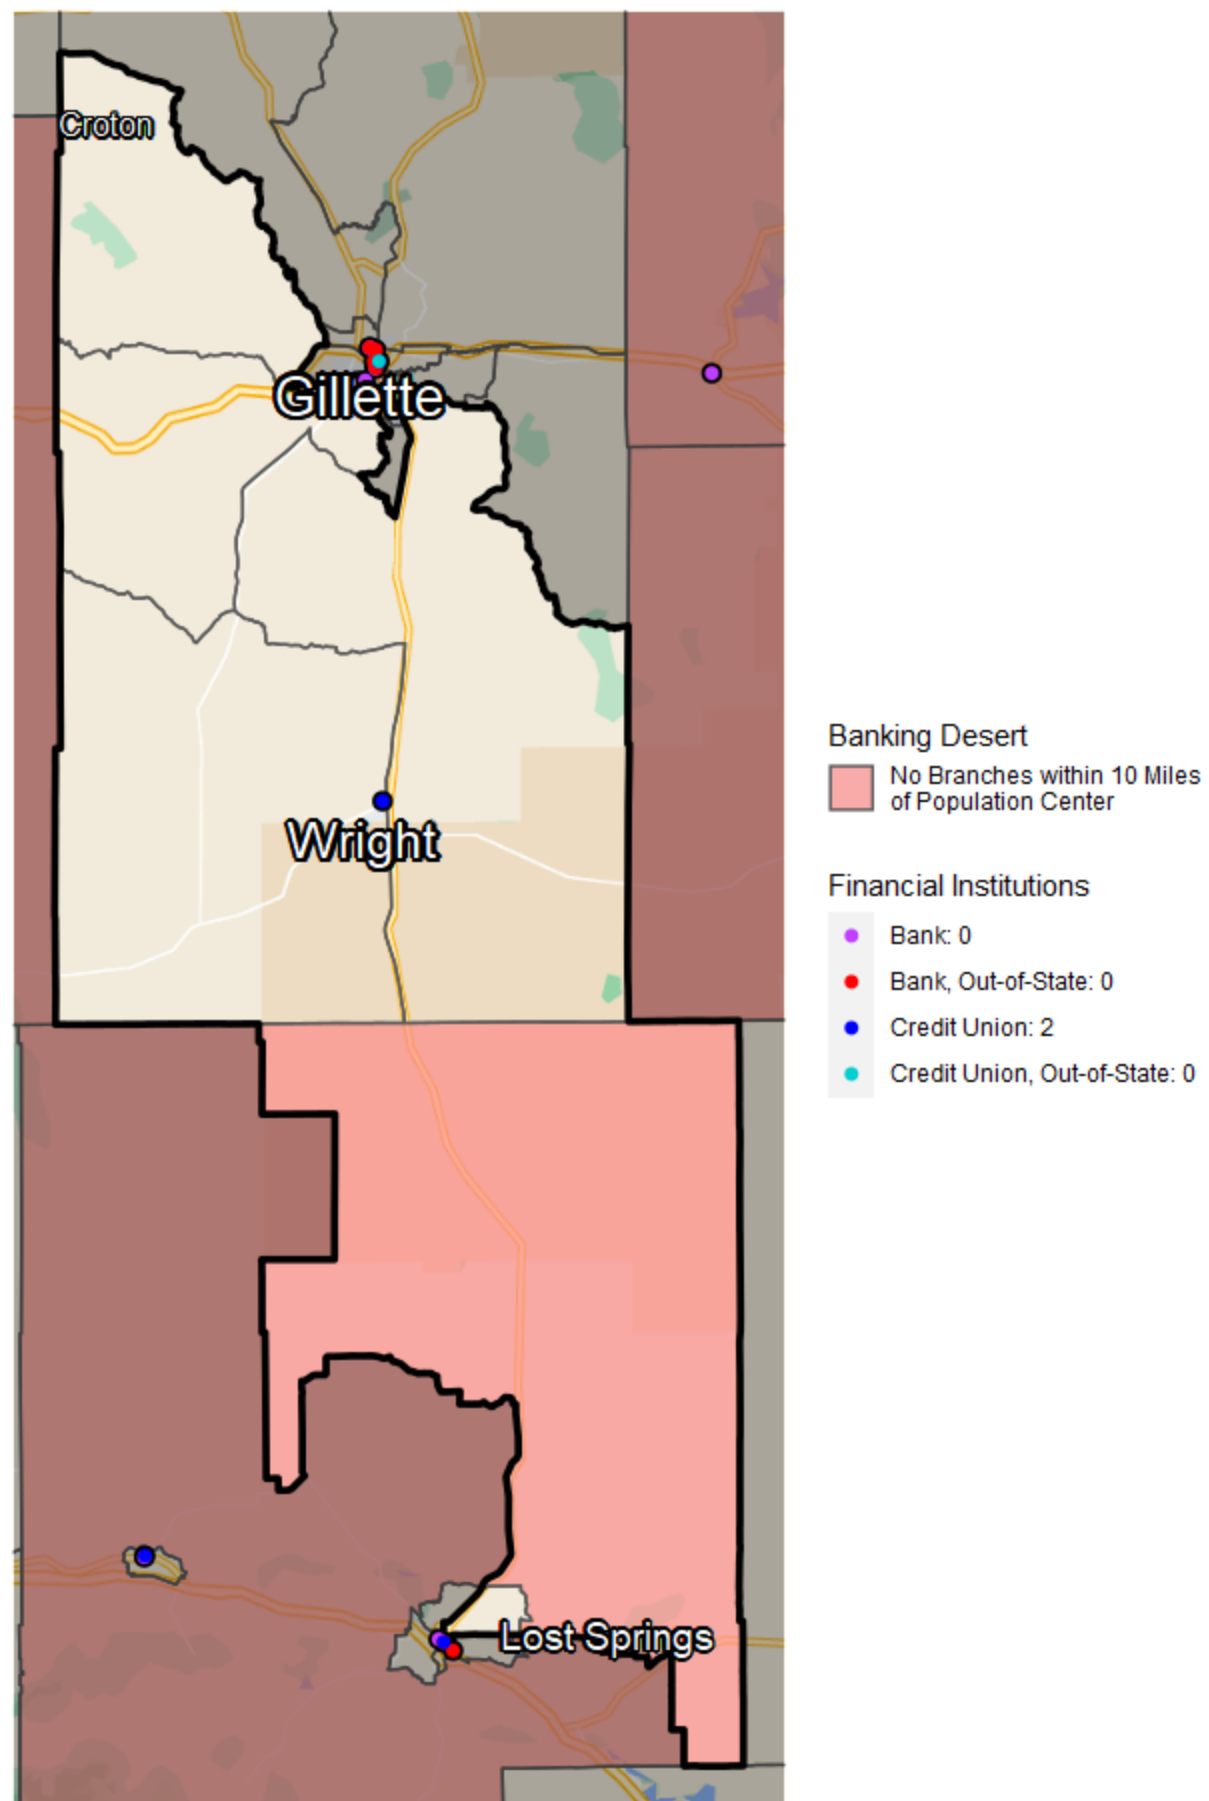 Croton
Gillette
Wright
Lost Springs
Banking Desert
No Branches within 10 Miles
of Population Center
Financial Institutions
Bank: 0
Bank, Out-of-State: 0
Credit Union: 2
Credit Union, Out-of-State: 0